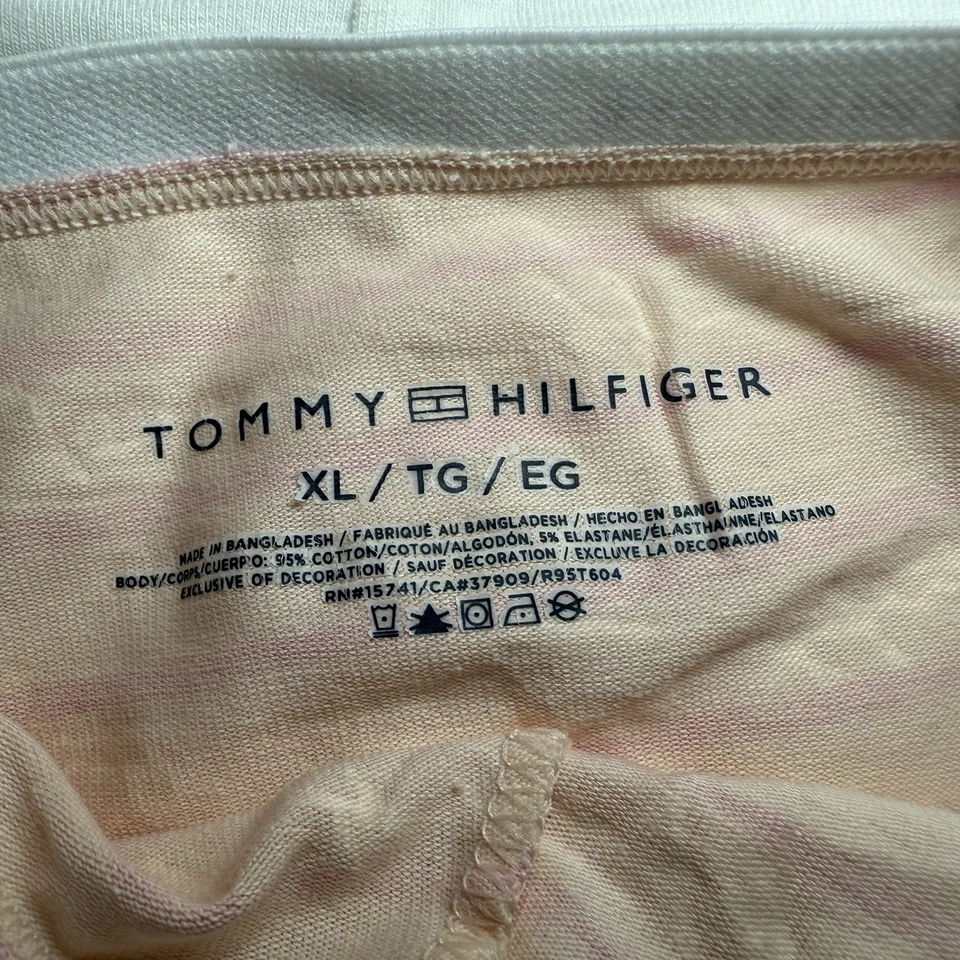 TOMMY HILFIGER
XL / TG / EG
MADE IN BANGLADESH / FABRIQUÉ AU BANGLADESH / HECHO EN BANGLADESH
BODY/CORPS/CUERPO: 95% COTTON/COTON/ALGODÓN, 5% ELASTANE/ÉLASTHANNE/ELASTANO
EXCLUSIVE OF DECORATION / SAUF DÉCORATION / EXCLUYE LA DECORACIÓN
RN#15741/CA#37909/R95T604